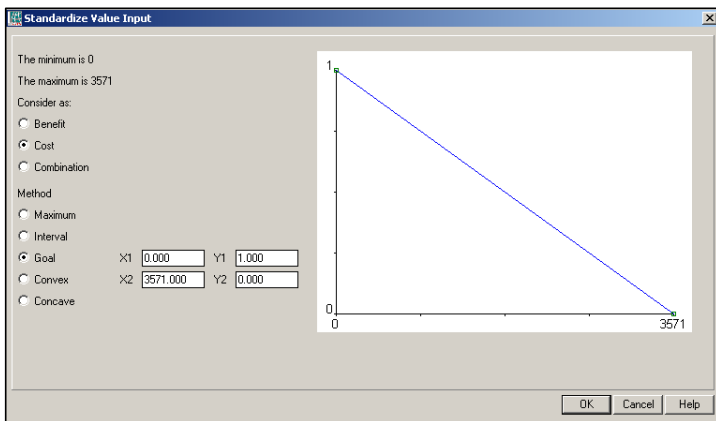 Standardize Value Input
The minimum is 0
The maximum is 3571
Consider as:
Benefit
Cost
Combination
Method
Maximum
Interval
Goal X1 0.000 Y1 1.000
Convex X2 3571.000 Y2 0.000
Concave
1
0
0 3571
OK Cancel Help